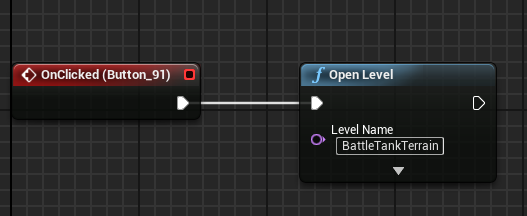 OnClicked (Button_91)
f Open Level
Level Name
BattleTankTerrain